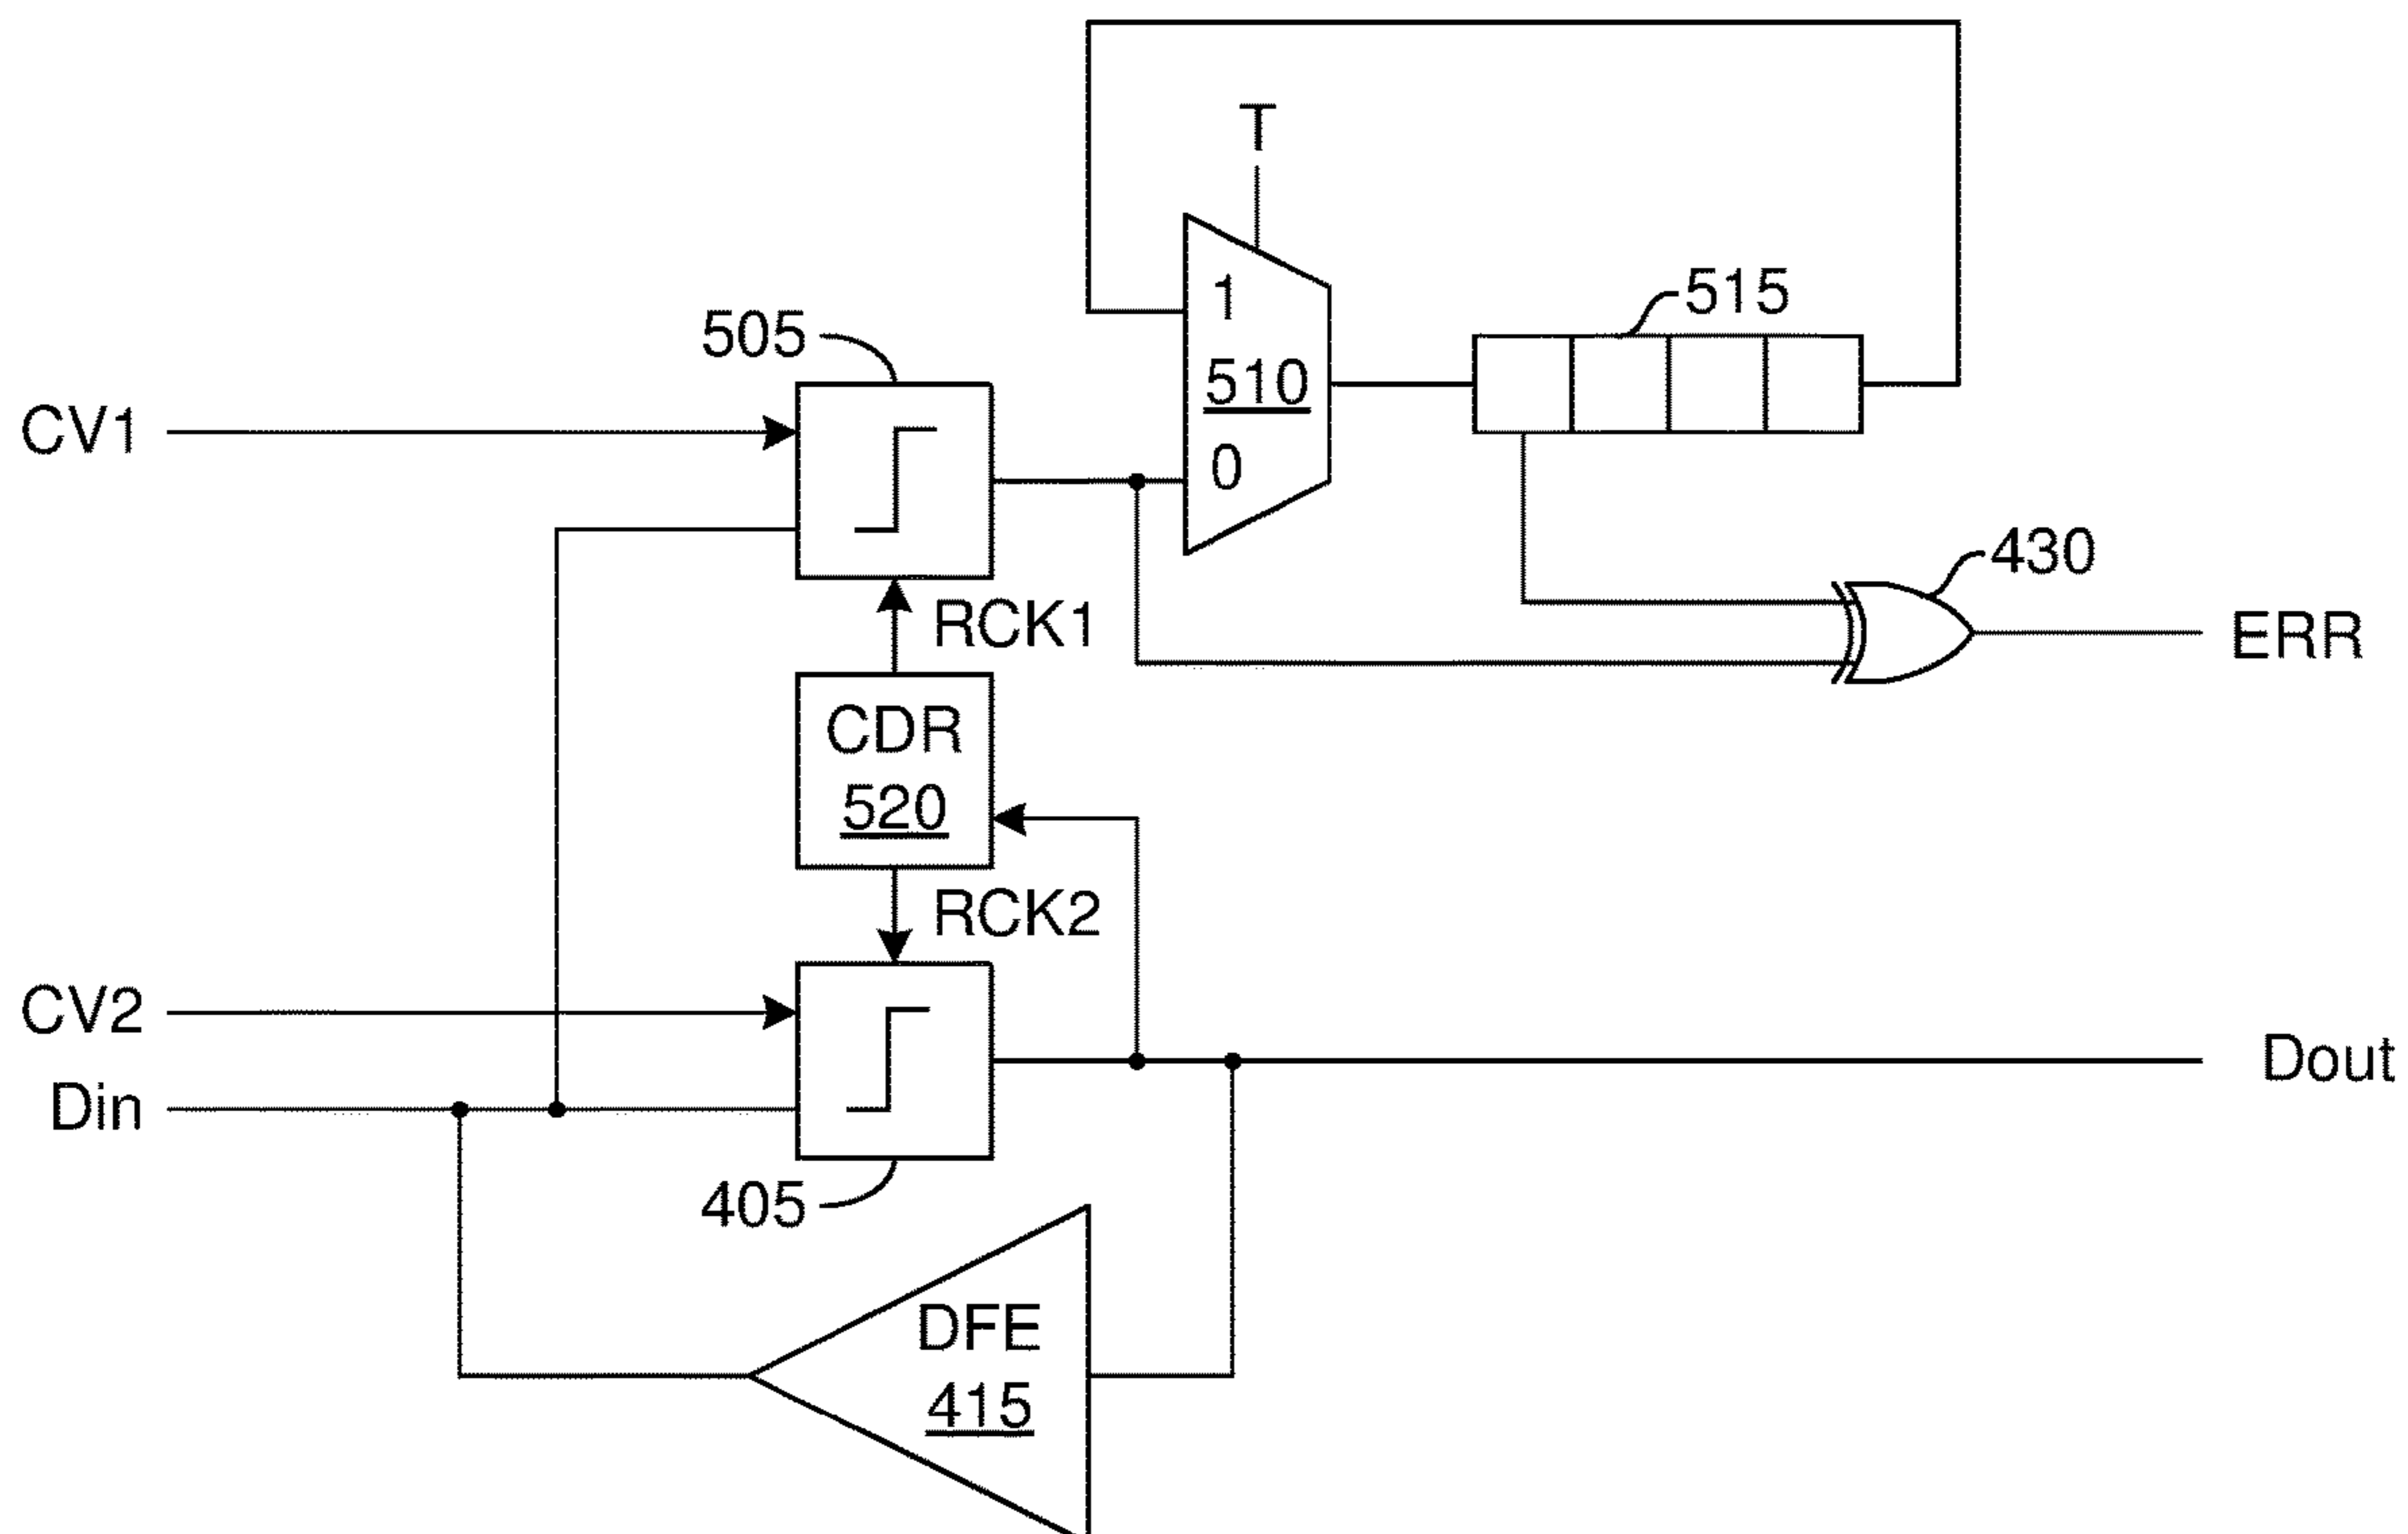 T
1
510
0
515
505
CV1
430
RCK1
ERR
CDR
520
RCK2
CV2
Dout
Din
405
DFE
415